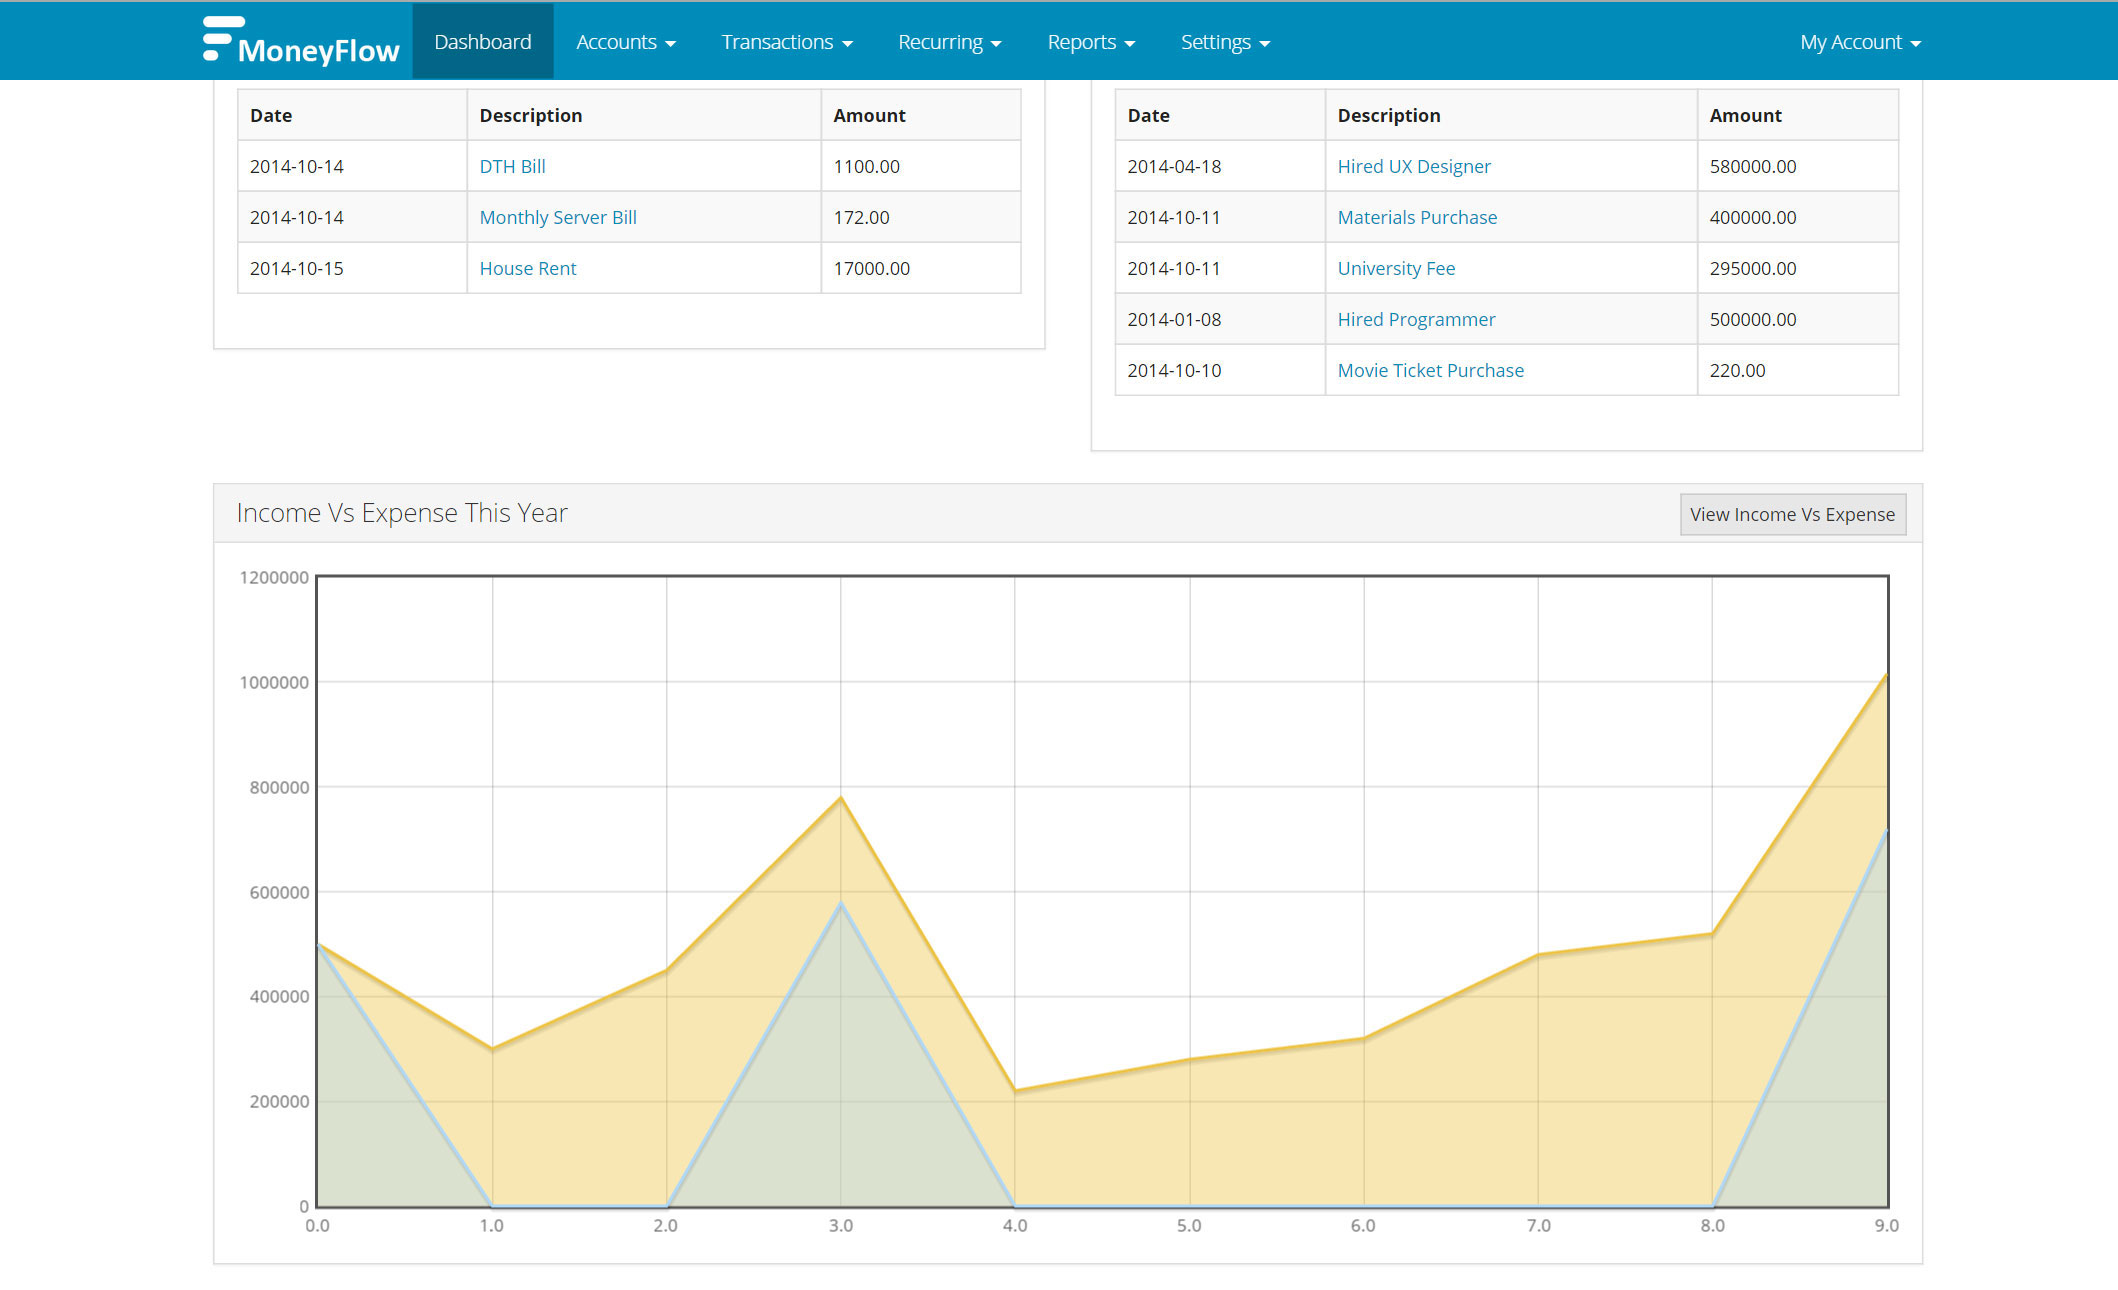 MoneyFlow Dashboard Accounts Transactions Recurring Reports Settings My Account
Date Description Amount
2014-10-14 DTH Bill 1100.00
2014-10-14 Monthly Server Bill 172.00
2014-10-15 House Rent 17000.00
Date Description Amount
2014-04-18 Hired UX Designer 580000.00
2014-10-11 Materials Purchase 400000.00
2014-10-11 University Fee 295000.00
2014-01-08 Hired Programmer 500000.00
2014-10-10 Movie Ticket Purchase 220.00
Income Vs Expense This Year
View Income Vs Expense
1200000
1000000
800000
600000
400000
200000
0
0.0 1.0 2.0 3.0 4.0 5.0 6.0 7.0 8.0 9.0